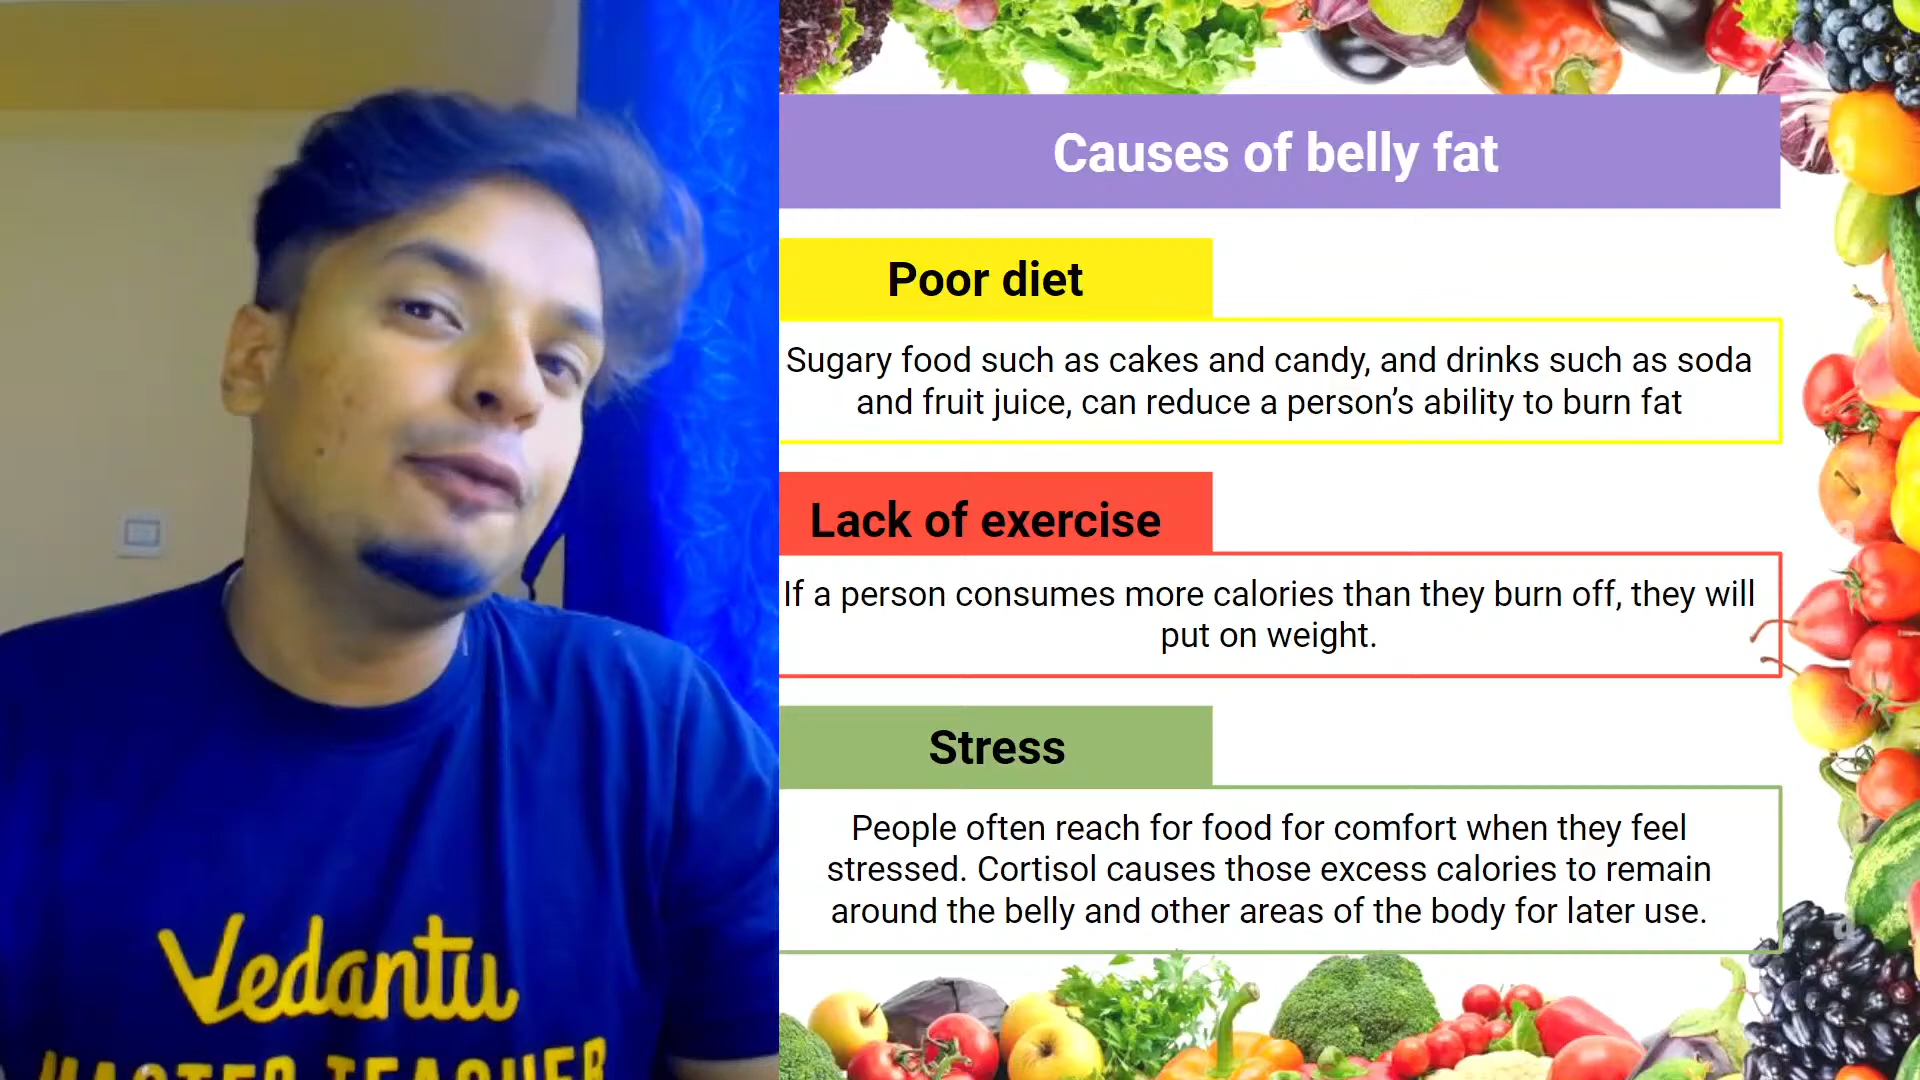 Causes of belly fat
Poor diet
Sugary food such as cakes and candy, and drinks such as soda
and fruit juice, can reduce a person’s ability to burn fat
Lack of exercise
If a person consumes more calories than they burn off, they will
put on weight.
Stress
People often reach for food for comfort when they feel
stressed. Cortisol causes those excess calories to remain
around the belly and other areas of the body for later use.
Vedantu
MASTER TEACHER